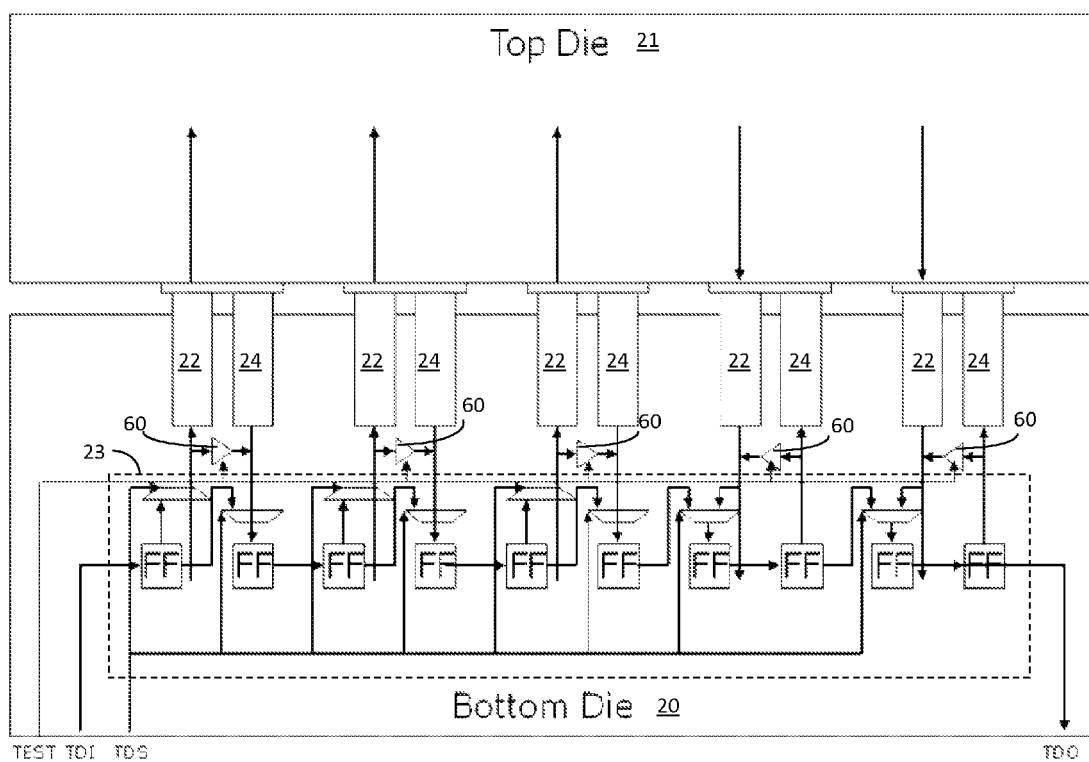 Top Die 21
22 24 22 24 22 24 22 24 22 24
60 60 60 60 60
23
FF FF FF FF FF FF FF FF FF FF
Bottom Die 20
TEST TDI TDS TDO